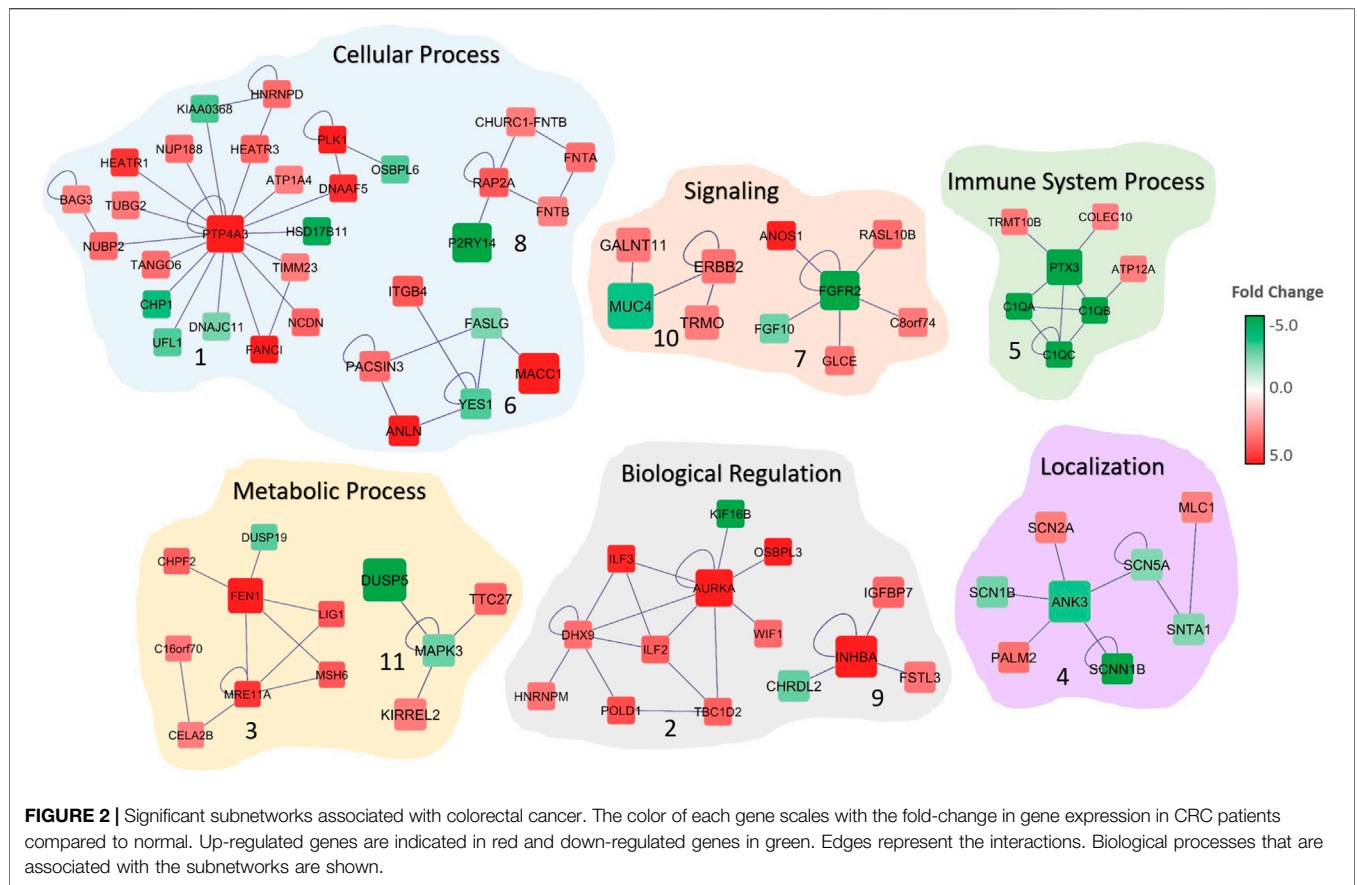 Cellular Process
HNRNPD
KIAA0368
PLK1
NUP188
HEATR3
HEATR1
OSBPL6
ATP1A4
DNAAF5
BAG3
TUBG2
PTP4A3
HSD17B11
NUBP2
TANGO6
TIMM23
CHP1
DNAJC11
NCDN
UFL1
FANCI
1
CHURC1-FNTB
FNTA
RAP2A
FNTB
P2RY14
8
ITGB4
FASLG
PACSIN3
MACC1
YES1
6
ANLN
Signaling
GALNT11
ERBB2
MUC4
TRMO
10
ANOS1
RASL10B
FGFR2
FGF10
C8orf74
GLCE
7
Immune System Process
TRMT10B
COLEC10
PTX3
ATP12A
C1QA
C1QB
C1QC
5
Fold Change
-5.0
0.0
5.0
Metabolic Process
DUSP19
CHPF2
FEN1
LIG1
C16orf70
MSH6
MRE11A
CELA2B
3
DUSP5
TTC27
MAPK3
11
KIRREL2
Biological Regulation
KIF16B
ILF3
OSBPL3
AURKA
DHX9
WIF1
ILF2
HNRNPM
POLD1
TBC1D2
2
IGFBP7
INHBA
CHRDL2
FSTL3
9
Localization
MLC1
SCN2A
SCN5A
SCN1B
ANK3
SNTA1
PALM2
SCNN1B
4
FIGURE 2 | Significant subnetworks associated with colorectal cancer. The color of each gene scales with the fold-change in gene expression in CRC patients
compared to normal. Up-regulated genes are indicated in red and down-regulated genes in green. Edges represent the interactions. Biological processes that are
associated with the subnetworks are shown.